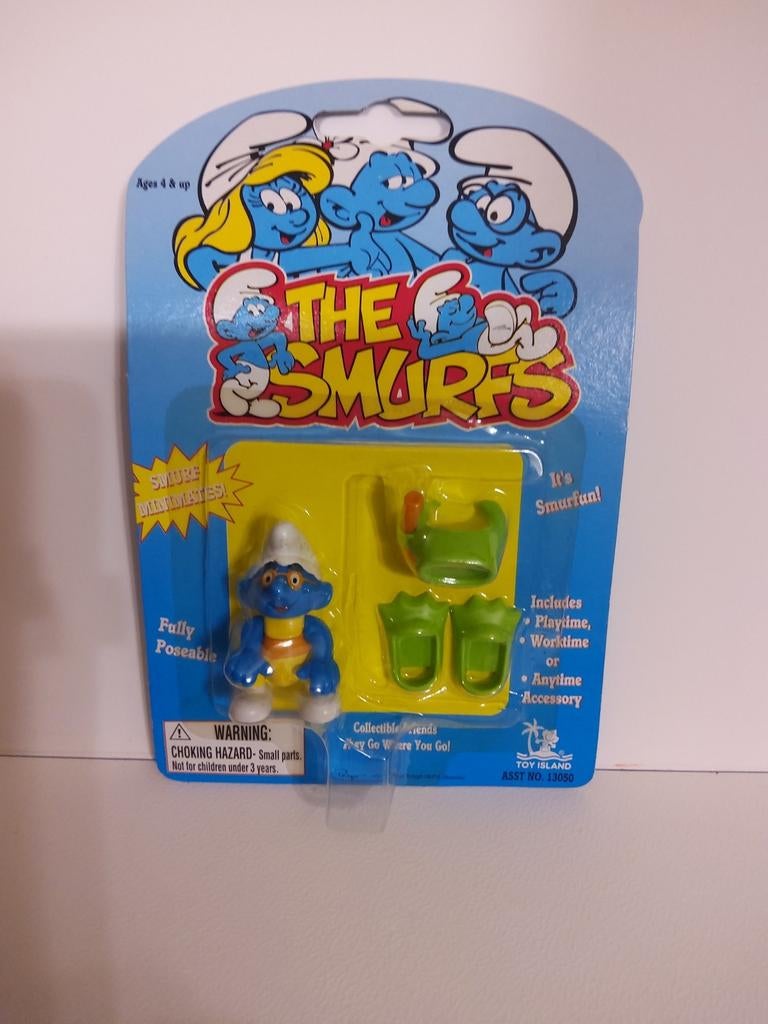 Ages 4 & up
THE
SMURFS
SMURF
MINIMATES!
It's
Smurfun!
Fully
Poseable
Includes
• Playtime,
• Worktime
or
• Anytime
Accessory
WARNING:
CHOKING HAZARD- Small parts.
Not for children under 3 years.
Collectible Friends
They Go Where You Go!
TOY ISLAND
ASST NO. 13050